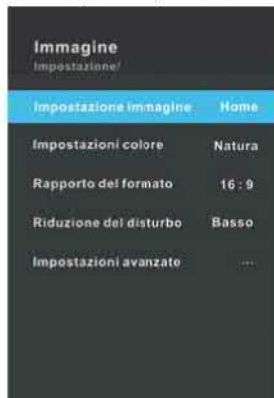 Immagine
Impostazione/
Impostazione immagine Home
Impostazioni colore Natura
Rapporto del formato 16 : 9
Riduzione del disturbo Basso
Impostazioni avanzate ...